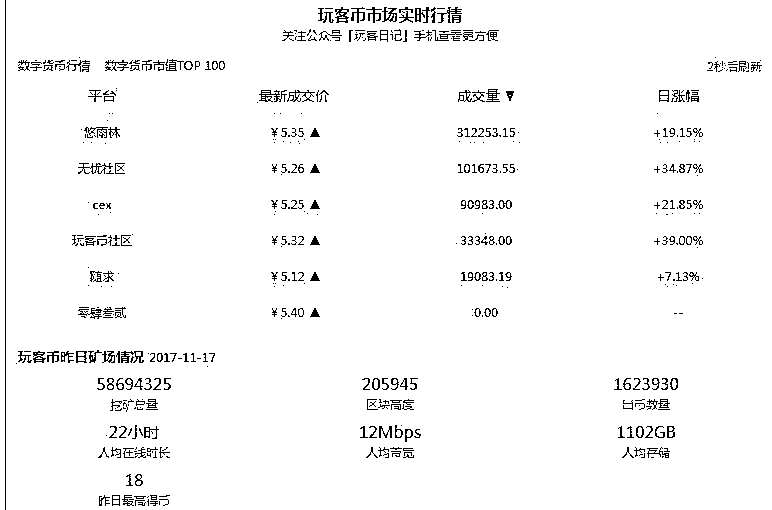 玩客币市场实时行情
关注公众号「玩客日记」手机查看更方便
数字货币行情 数字货币市值TOP 100 2秒后刷新
平台 最新成交价 成交量▼ 日涨幅
悠雨林 ¥5.35 ▲ 312253.15 +19.15%
无忧社区 ¥5.26 ▲ 101673.55 +34.87%
cex ¥5.25 ▲ 90983.00 +21.85%
玩客币社区 ¥5.32 ▲ 33348.00 +39.00%
随求 ¥5.12 ▲ 19083.19 +7.13%
零肆叁贰 ¥5.40 ▲ 0.00 --
玩客币昨日矿场情况 2017-11-17
58694325 205945 1623930
挖矿总量 区块高度 出币数量
22小时 12Mbps 1102GB
人均在线时长 人均带宽 人均存储
18
昨日最高得币